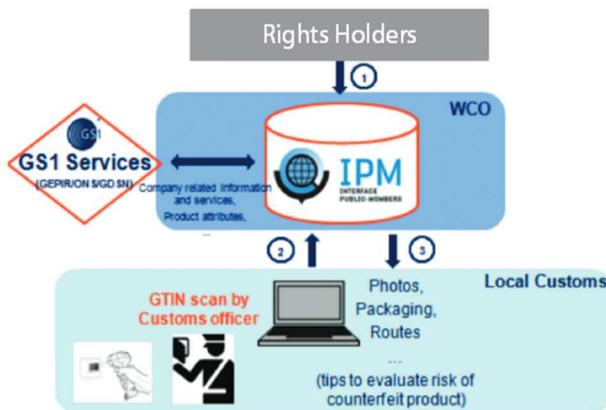 Rights Holders
1
WCO
GS1
GS1 Services
(GEPIR/ON S/GD SN)
Company related Information
and services,
Product attributes,
...
IPM
INTERFACE
PUBLIC-MEMBERS
2
3
Local Customs
GTIN scan by
Customs officer
Photos,
Packaging,
Routes
...
(tips to evaluate risk of
counterfeit product)